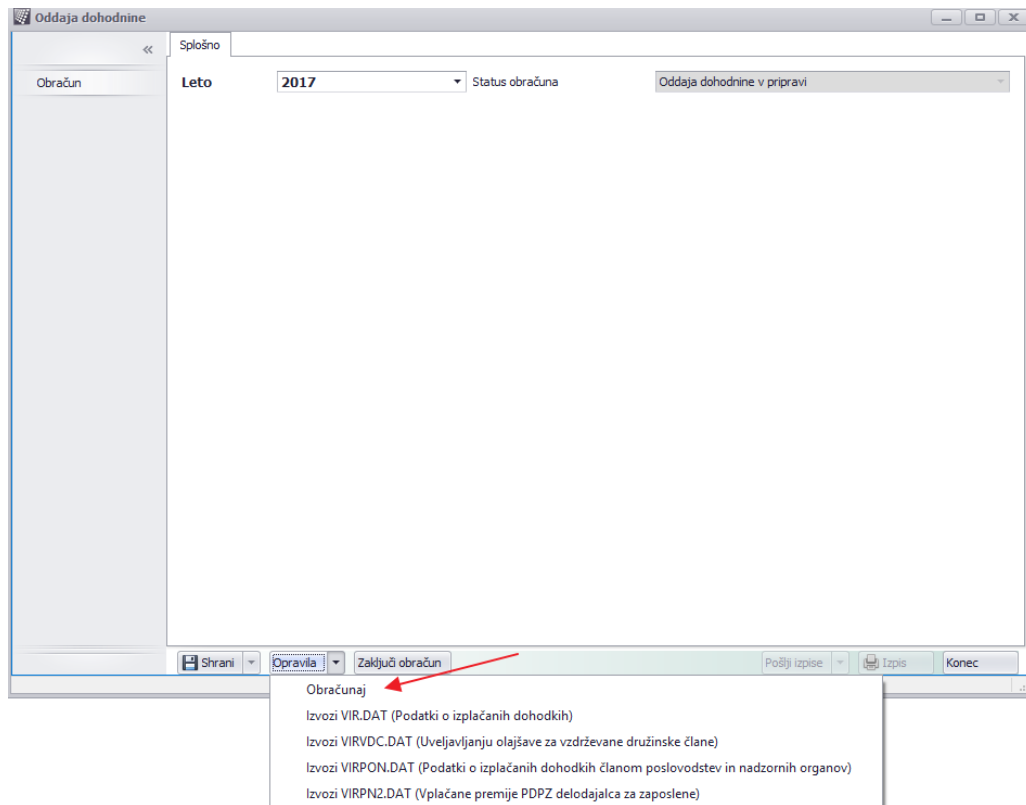 Oddaja dohodnine
Splošno
Obračun
Leto 2017 Status obračuna Oddaja dohodnine v pripravi
Shrani Opravila Zaključi obračun Pošlji izpise Izpis Konec
Obračunaj
Izvozi VIR.DAT (Podatki o izplačanih dohodkih)
Izvozi VIRVDC.DAT (Uveljavljanju olajšave za vzdrževane družinske člane)
Izvozi VIRPON.DAT (Podatki o izplačanih dohodkih članom poslovodstev in nadzornih organov)
Izvozi VIRPN2.DAT (Vplačane premije PDPZ delodajalca za zaposlene)